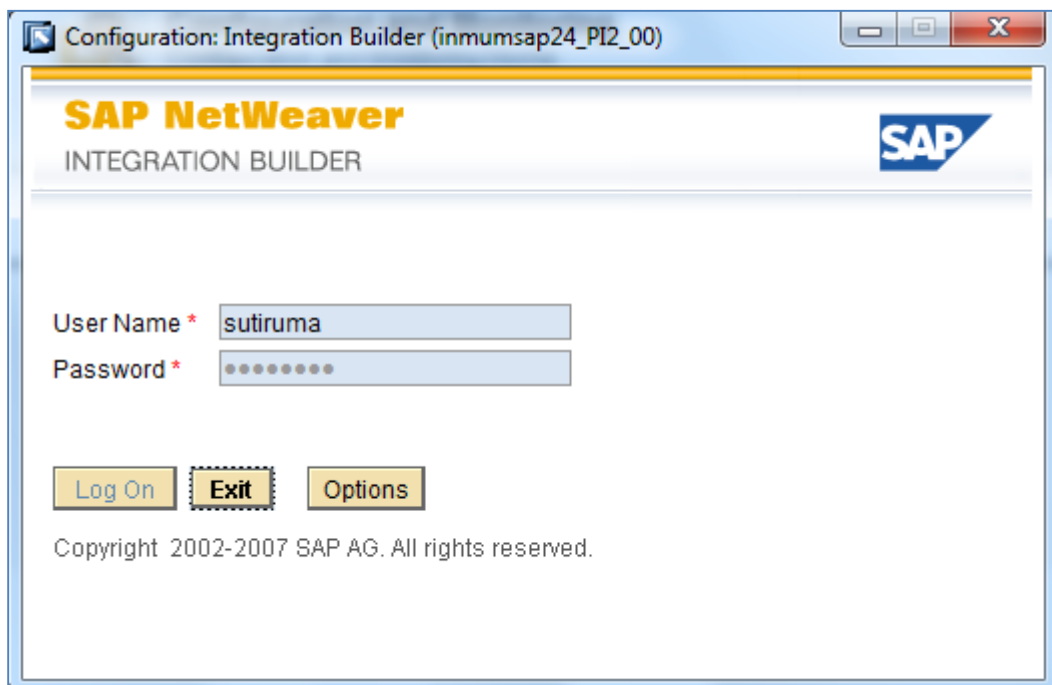 Configuration: Integration Builder (inmumsap24_PI2_00)
SAP NetWeaver
INTEGRATION BUILDER
SAP
User Name *
sutiruma
Password *
••••••••
Log On Exit Options
Copyright 2002-2007 SAP AG. All rights reserved.